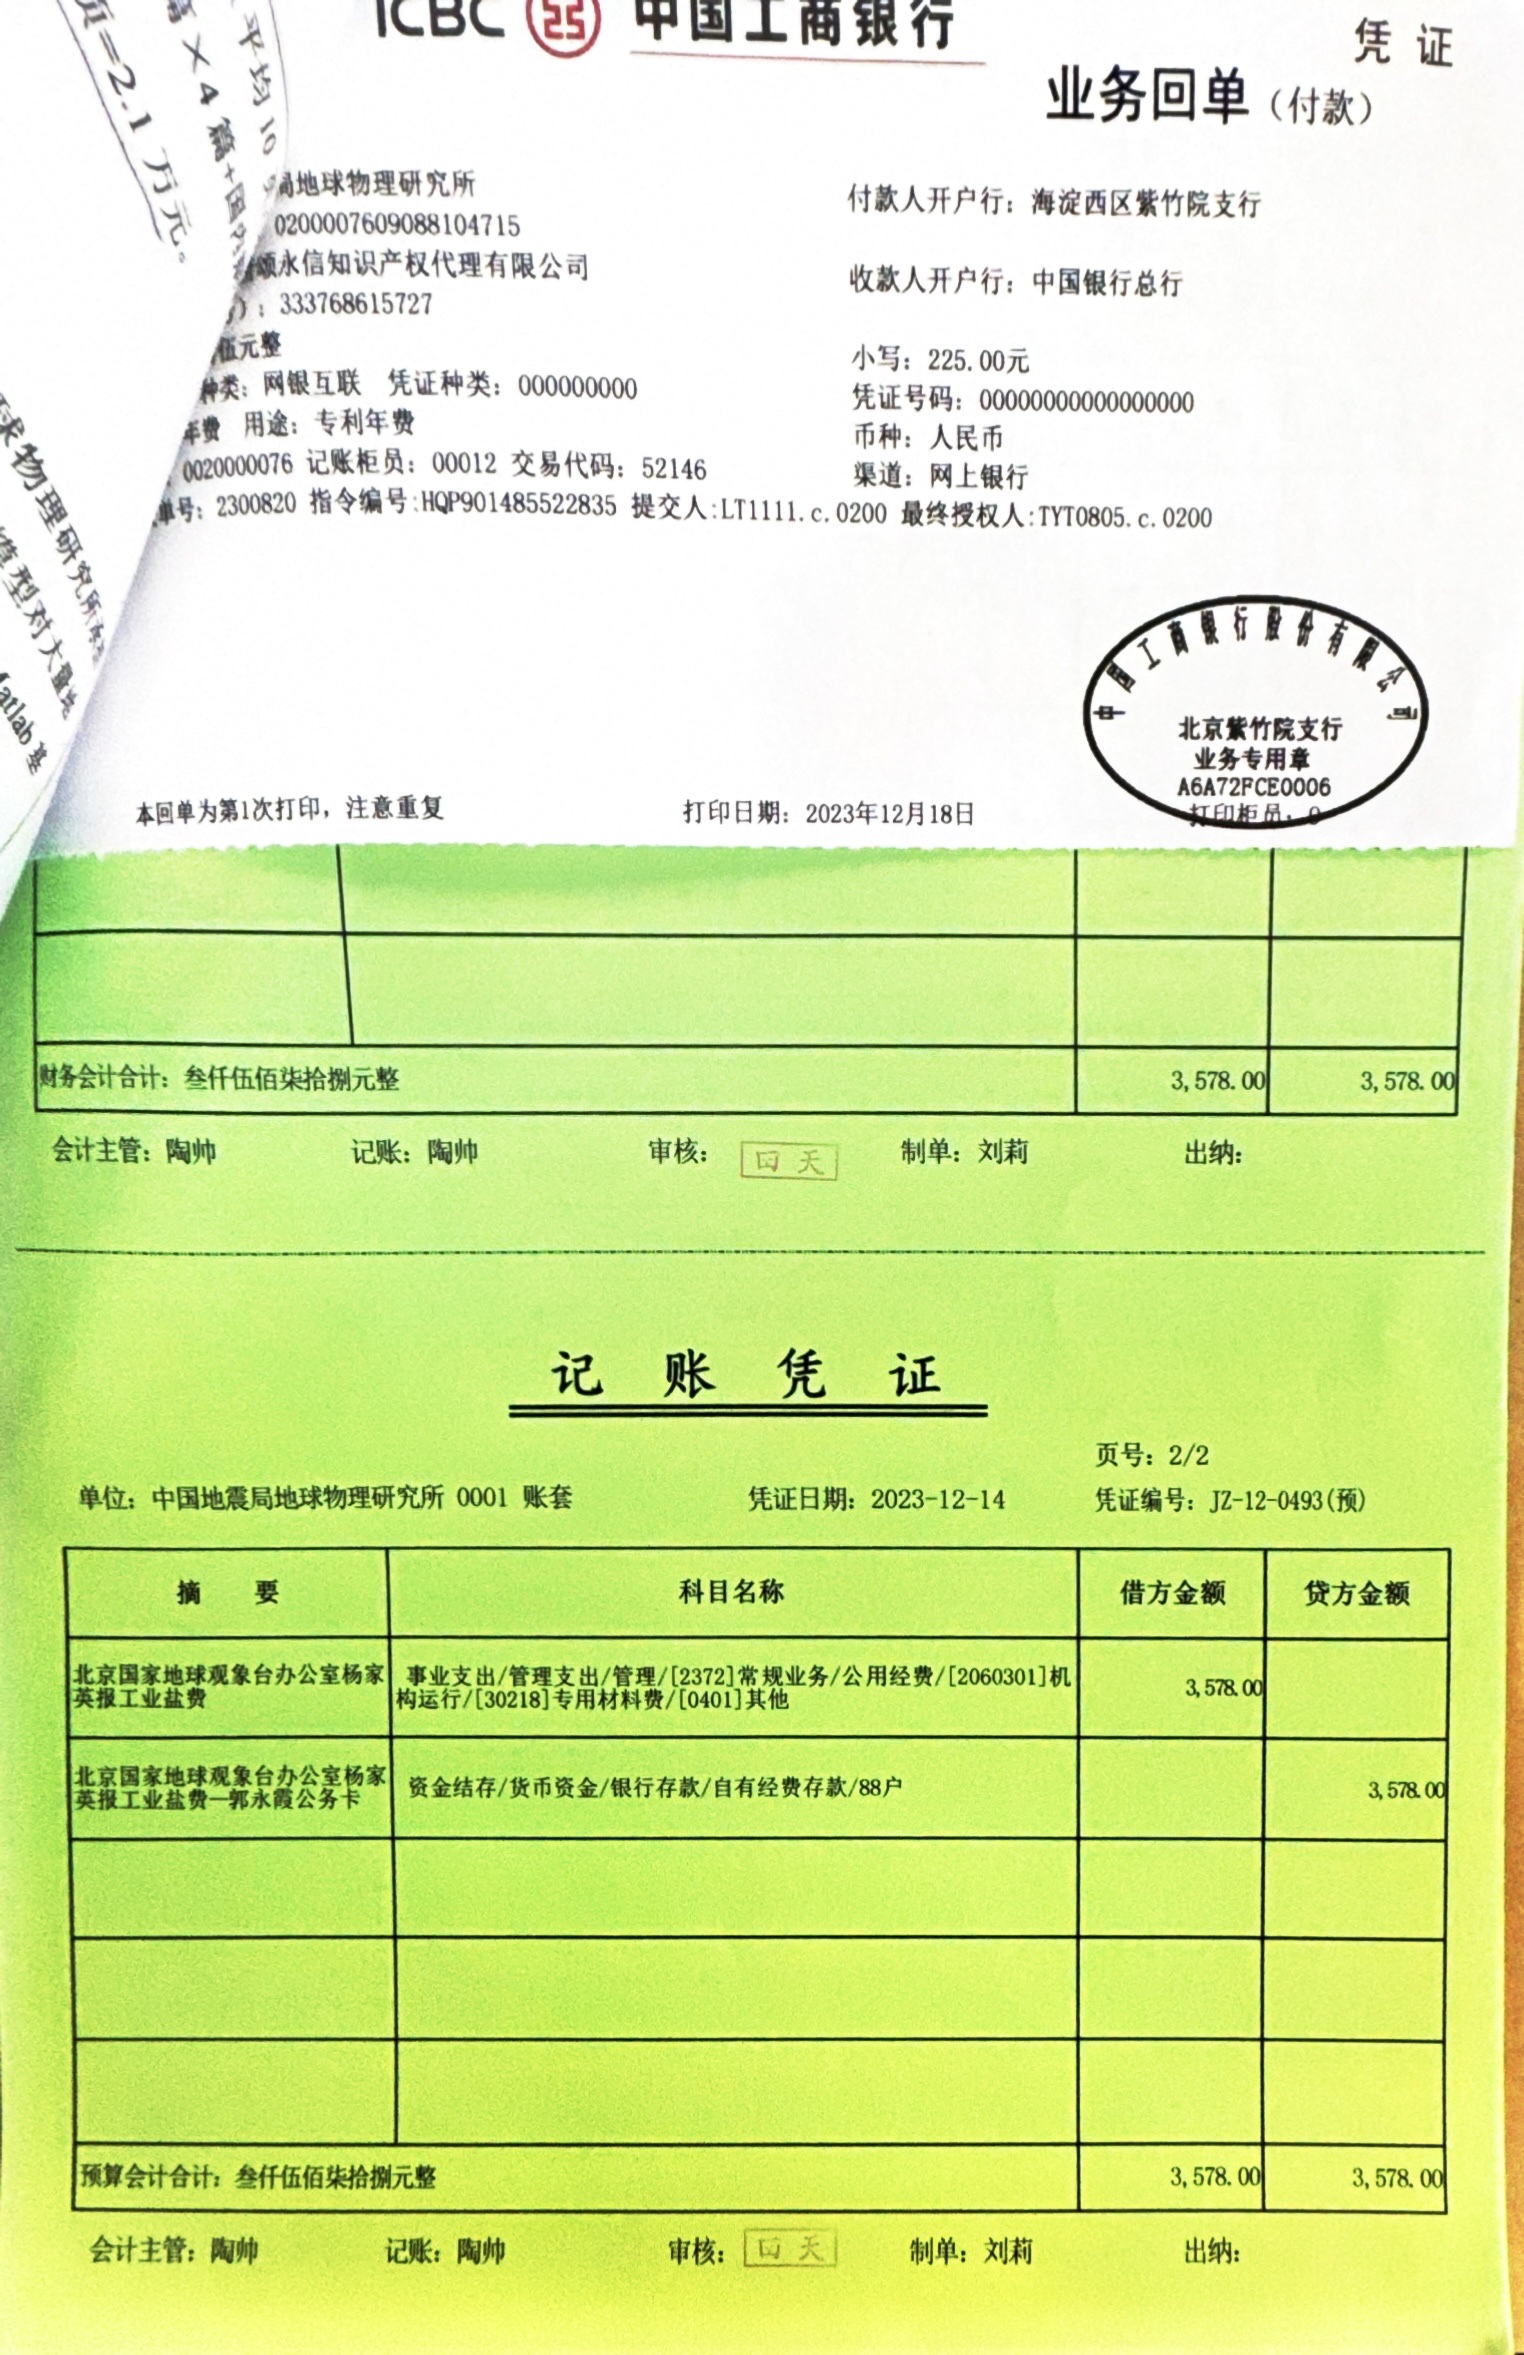 平均10
篇×4篇+国
页=2.1万元。
球物理研究所
造型对大量
atlab基
ICBC 中国工商银行
凭 证
业务回单（付款）
局地球物理研究所
付款人开户行：海淀西区紫竹院支行
0200007609088104715
颂永信知识产权代理有限公司
收款人开户行：中国银行总行
：333768615727
伍元整
小写：225.00元
种类：网银互联 凭证种类：000000000
凭证号码：00000000000000000
年费 用途：专利年费
币种：人民币
0020000076 记账柜员：00012 交易代码：52146
渠道：网上银行
单号：2300820 指令编号:HQP901485522835 提交人:LT1111.c.0200 最终授权人:TYT0805.c.0200
中国工商银行股份有限公司
北京紫竹院支行
业务专用章
A6A72FCE0006
本回单为第1次打印，注意重复 打印日期：2023年12月18日 打印柜员：0
财务会计合计：叁仟伍佰柒拾捌元整 3,578.00 3,578.00
会计主管：陶帅 记账：陶帅 审核： 制单：刘莉 出纳：
记 账 凭 证
页号：2/2
单位：中国地震局地球物理研究所 0001 账套 凭证日期：2023-12-14 凭证编号：JZ-12-0493(预)
摘 要 科目名称 借方金额 贷方金额
北京国家地球观象台办公室杨家
英报工业盐费
事业支出/管理支出/管理/[2372]常规业务/公用经费/[2060301]机
构运行/[30218]专用材料费/[0401]其他
3,578.00
北京国家地球观象台办公室杨家
英报工业盐费—郭永霞公务卡
资金结存/货币资金/银行存款/自有经费存款/88户
3,578.00
预算会计合计：叁仟伍佰柒拾捌元整 3,578.00 3,578.00
会计主管：陶帅 记账：陶帅 审核： 制单：刘莉 出纳：